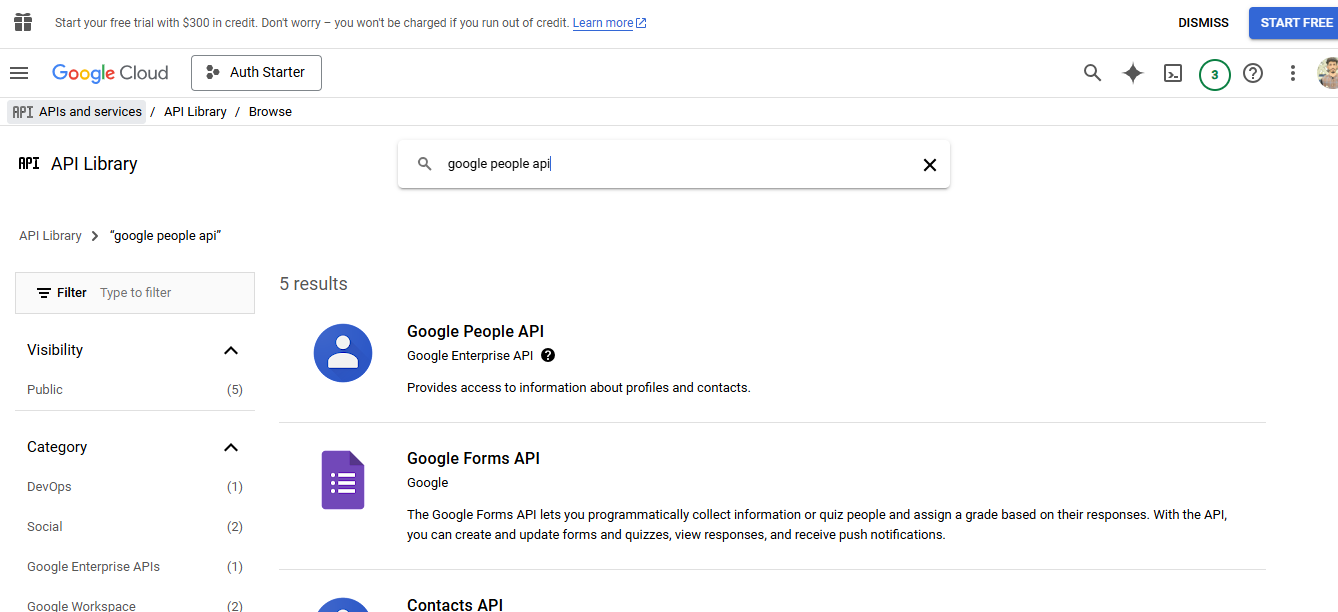 Start your free trial with $300 in credit. Don't worry – you won't be charged if you run out of credit. Learn more
DISMISS
START FREE
Google Cloud
Auth Starter
3
API APIs and services / API Library / Browse
API API Library
google people api
API Library > “google people api”
Filter Type to filter
5 results
Visibility
Public (5)
Category
DevOps (1)
Social (2)
Google Enterprise APIs (1)
Google Workspace (2)
Google People API
Google Enterprise API
Provides access to information about profiles and contacts.
Google Forms API
Google
The Google Forms API lets you programmatically collect information or quiz people and assign a grade based on their responses. With the API,
you can create and update forms and quizzes, view responses, and receive push notifications.
Contacts API